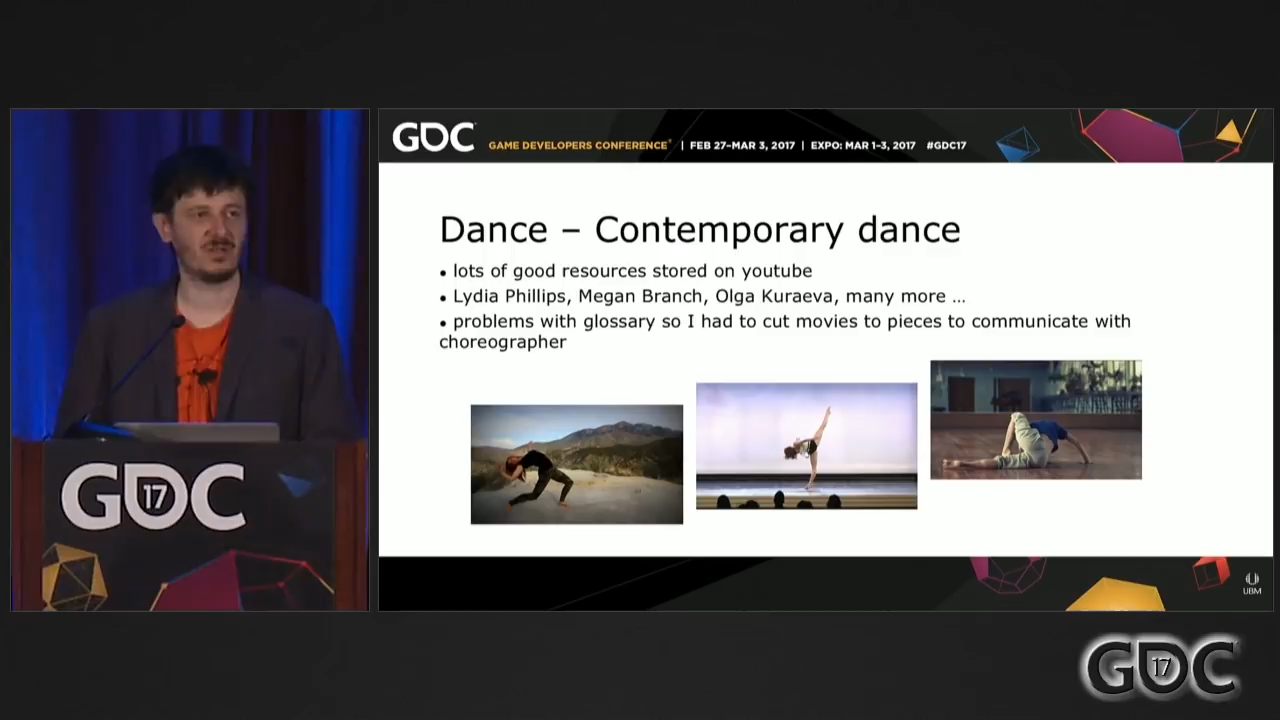 GDC
GAME DEVELOPERS CONFERENCE® | FEB 27–MAR 3, 2017 | EXPO: MAR 1–3, 2017 #GDC17
Dance – Contemporary dance
• lots of good resources stored on youtube
• Lydia Phillips, Megan Branch, Olga Kuraeva, many more ...
• problems with glossary so I had to cut movies to pieces to communicate with
choreographer
GDC
17
UBM
GDC
17